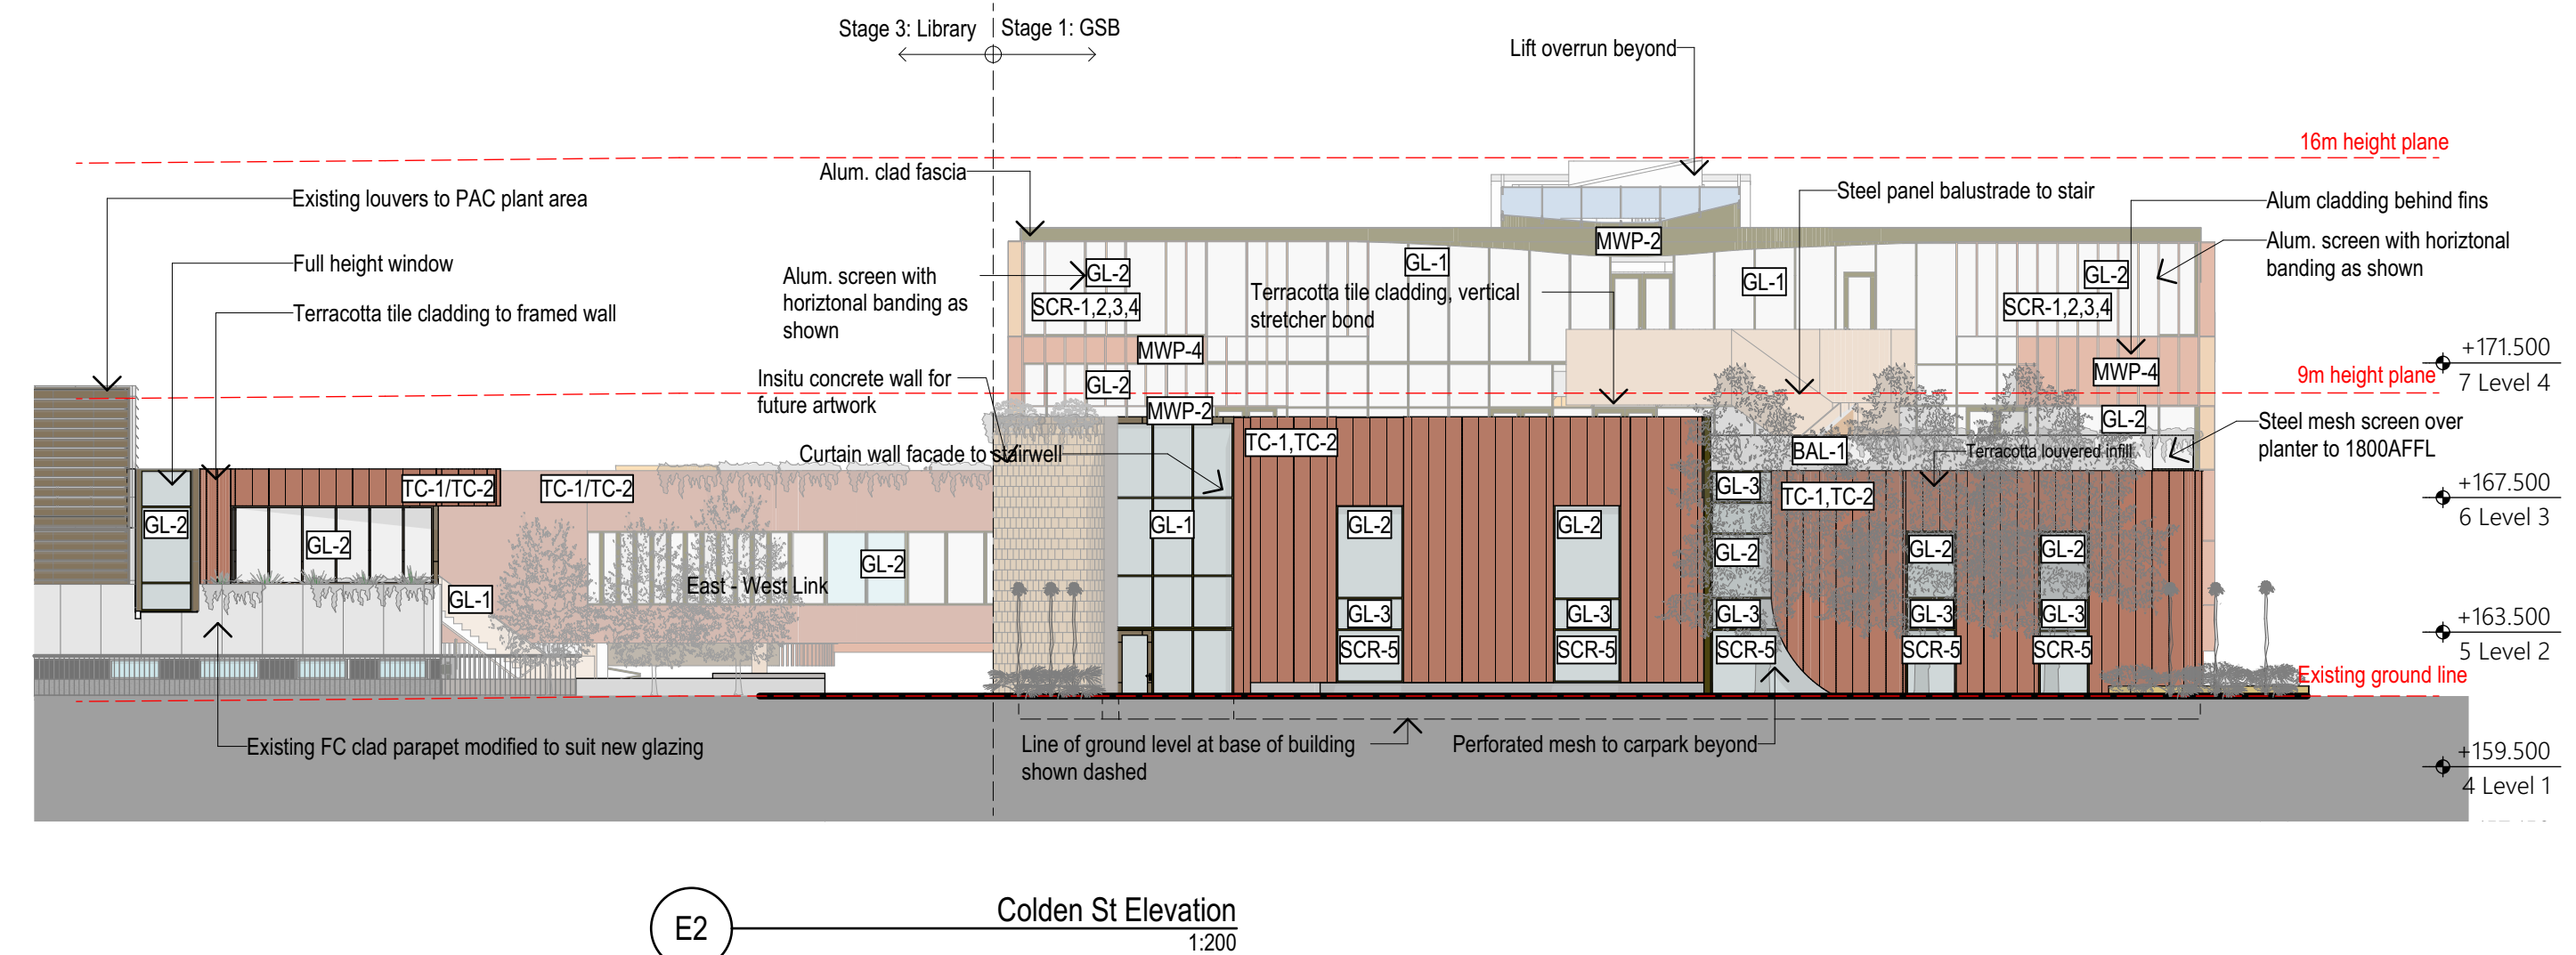 Stage 3: Library
Stage 1: GSB
Lift overrun beyond
16m height plane
Alum. clad fascia
Existing louvers to PAC plant area
Steel panel balustrade to stair
Alum cladding behind fins
Full height window
Alum. screen with
horiztonal banding as
shown
Alum. screen with horiztonal
banding as shown
MWP-2
GL-2
SCR-1,2,3,4
GL-1
GL-1
GL-2
SCR-1,2,3,4
Terracotta tile cladding, vertical
stretcher bond
Terracotta tile cladding to framed wall
MWP-4
GL-2
MWP-4
GL-2
+171.500
7 Level 4
9m height plane
Insitu concrete wall for
future artwork
MWP-2
Steel mesh screen over
planter to 1800AFFL
Curtain wall facade to stairwell
TC-1,TC-2
BAL-1
Terracotta louvered infill
TC-1/TC-2
TC-1/TC-2
GL-3
TC-1,TC-2
+167.500
6 Level 3
GL-2
GL-2
GL-2
GL-1
GL-2
GL-2
GL-2
GL-2
GL-2
East - West Link
GL-1
GL-3
GL-3
GL-3
GL-3
GL-3
+163.500
5 Level 2
SCR-5
SCR-5
SCR-5
SCR-5
SCR-5
Existing ground line
Existing FC clad parapet modified to suit new glazing
Line of ground level at base of building
shown dashed
Perforated mesh to carpark beyond
+159.500
4 Level 1
E2
Colden St Elevation
1:200